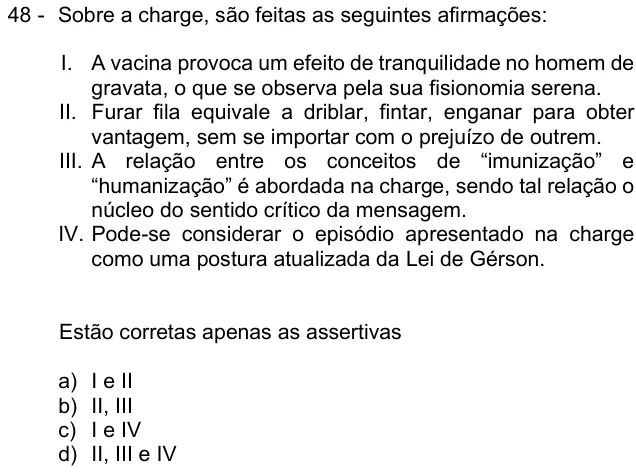 48 - Sobre a charge, são feitas as seguintes afirmações:
I. A vacina provoca um efeito de tranquilidade no homem de
gravata, o que se observa pela sua fisionomia serena.
II. Furar fila equivale a driblar, fintar, enganar para obter
vantagem, sem se importar com o prejuízo de outrem.
III. A relação entre os conceitos de “imunização” e
“humanização” é abordada na charge, sendo tal relação o
núcleo do sentido crítico da mensagem.
IV. Pode-se considerar o episódio apresentado na charge
como uma postura atualizada da Lei de Gérson.
Estão corretas apenas as assertivas
a) I e II
b) II, III
c) I e IV
d) II, III e IV